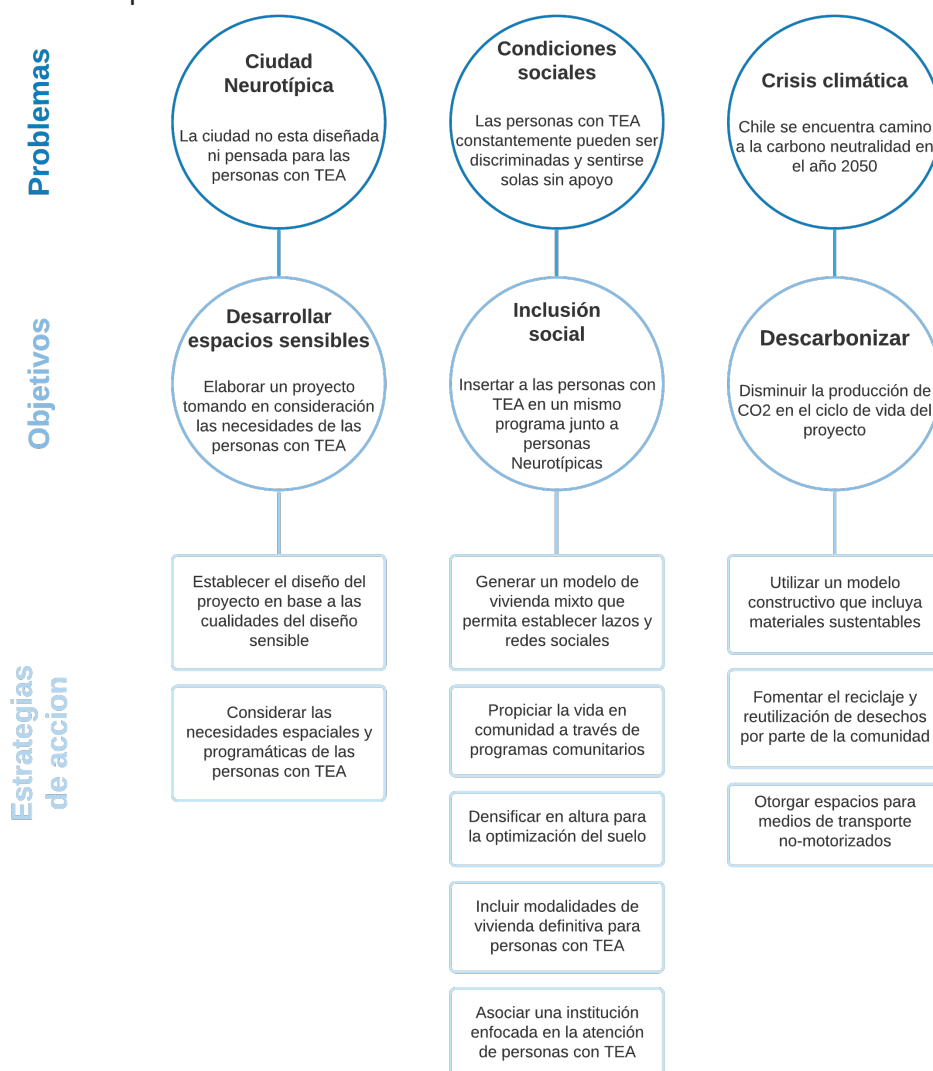 Problemas
Ciudad
Neurotípica
La ciudad no esta diseñada
ni pensada para las
personas con TEA
Condiciones
sociales
Las personas con TEA
constantemente pueden ser
discriminadas y sentirse
solas sin apoyo
Crisis climática
Chile se encuentra camino
a la carbono neutralidad en
el año 2050
Objetivos
Desarrollar
espacios sensibles
Elaborar un proyecto
tomando en consideración
las necesidades de las
personas con TEA
Inclusión
social
Insertar a las personas con
TEA en un mismo
programa junto a
personas
Neurotípicas
Descarbonizar
Disminuir la producción de
CO2 en el ciclo de vida del
proyecto
Estrategias
de accion
Establecer el diseño del
proyecto en base a las
cualidades del diseño
sensible
Considerar las
necesidades espaciales y
programáticas de las
personas con TEA
Generar un modelo de
vivienda mixto que
permita establecer lazos y
redes sociales
Propiciar la vida en
comunidad a través de
programas comunitarios
Densificar en altura para
la optimización del suelo
Incluir modalidades de
vivienda definitiva para
personas con TEA
Asociar una institución
enfocada en la atención
de personas con TEA
Utilizar un modelo
constructivo que incluya
materiales sustentables
Fomentar el reciclaje y
reutilización de desechos
por parte de la comunidad
Otorgar espacios para
medios de transporte
no-motorizados